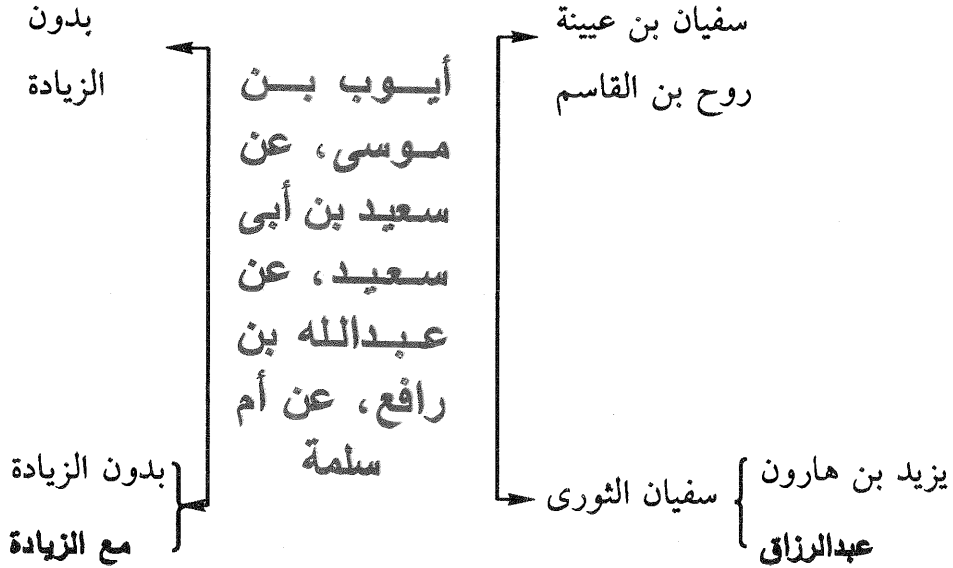 سفيان بن عيينة
روح بن القاسم
أيوب بن
موسى، عن
سعيد بن أبى
سعيد، عن
عبدالله بن
رافع، عن أم
سلمة
بدون
الزيادة
يزيد بن هارون
عبدالرزاق
سفيان الثورى
بدون الزيادة
مع الزيادة